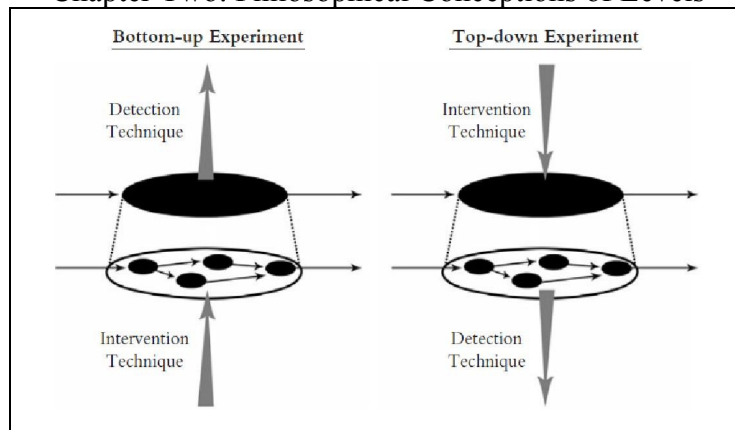 Chapter Two: Philosophical Conceptions of Levels
Bottom-up Experiment
Top-down Experiment
Detection
Technique
Intervention
Technique
Intervention
Technique
Detection
Technique